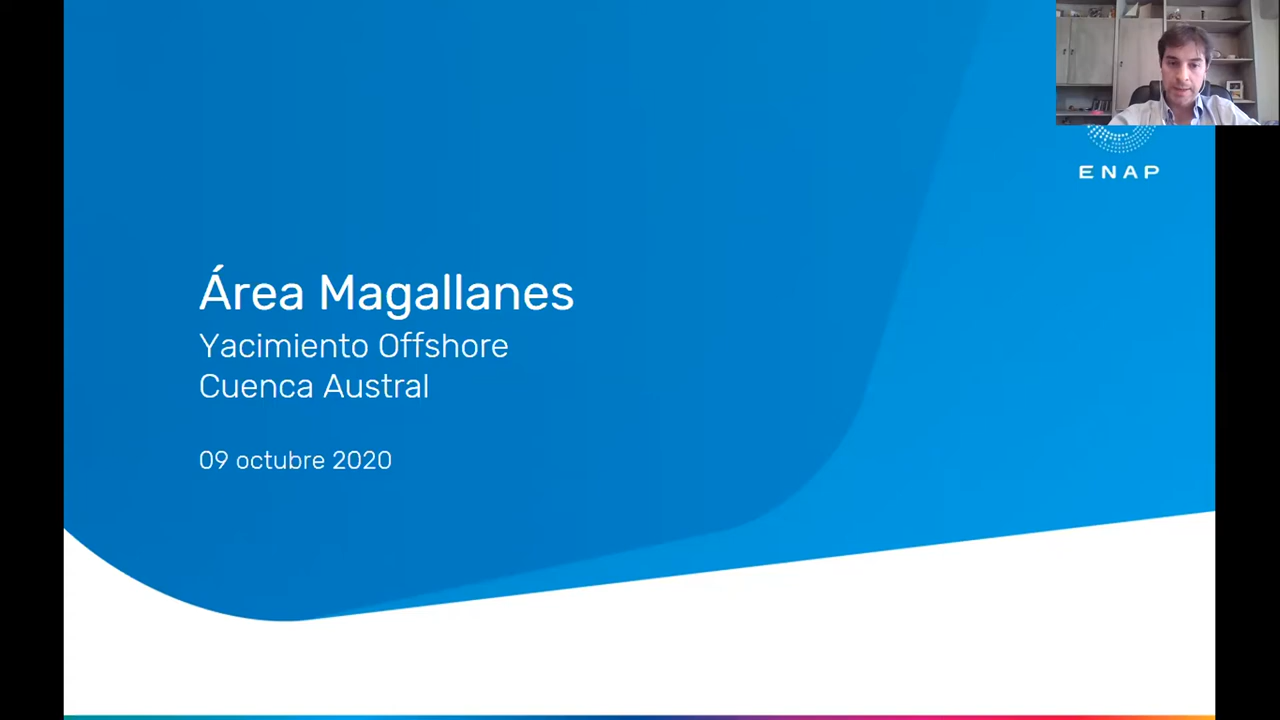 ENAP
Área Magallanes
Yacimiento Offshore
Cuenca Austral
09 octubre 2020